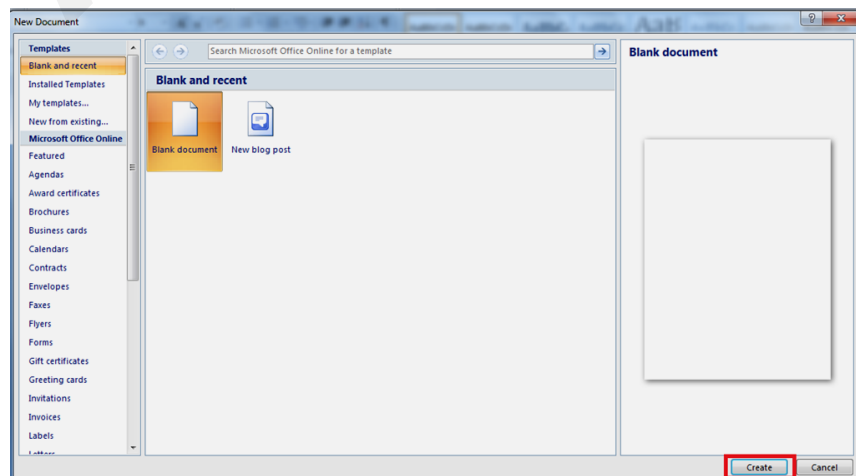 New Document
Templates
Blank and recent
Installed Templates
My templates...
New from existing...
Microsoft Office Online
Featured
Agendas
Award certificates
Brochures
Business cards
Calendars
Contracts
Envelopes
Faxes
Flyers
Forms
Gift certificates
Greeting cards
Invitations
Invoices
Labels
Letters
Search Microsoft Office Online for a template
Blank and recent
Blank document
New blog post
Blank document
Create
Cancel